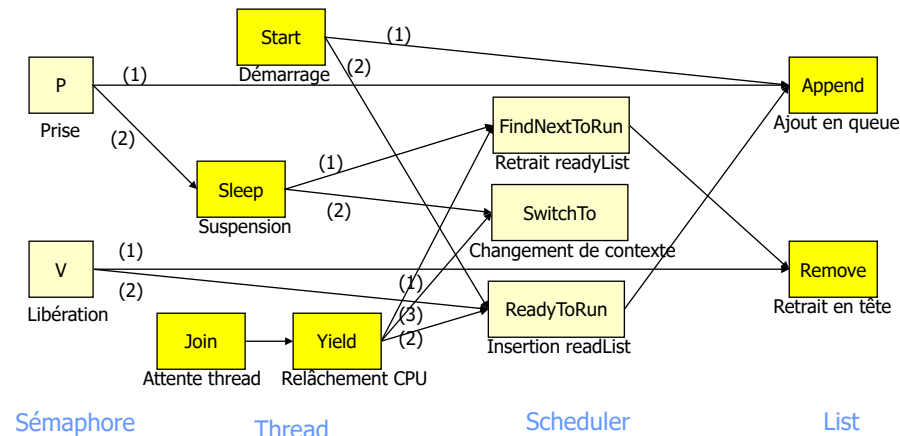 Start
(1)
Démarrage
(2)
P
(1)
Append
Prise
(2)
Ajout en queue
FindNextToRun
(1)
Retrait readyList
Sleep
(2)
SwitchTo
Suspension
Changement de contexte
V
(1)
(1)
Remove
(2)
Libération
ReadyToRun
Retrait en tête
(3)
Join
Yield
(2)
Insertion readList
Attente thread
Relâchement CPU
Sémaphore
Thread
Scheduler
List